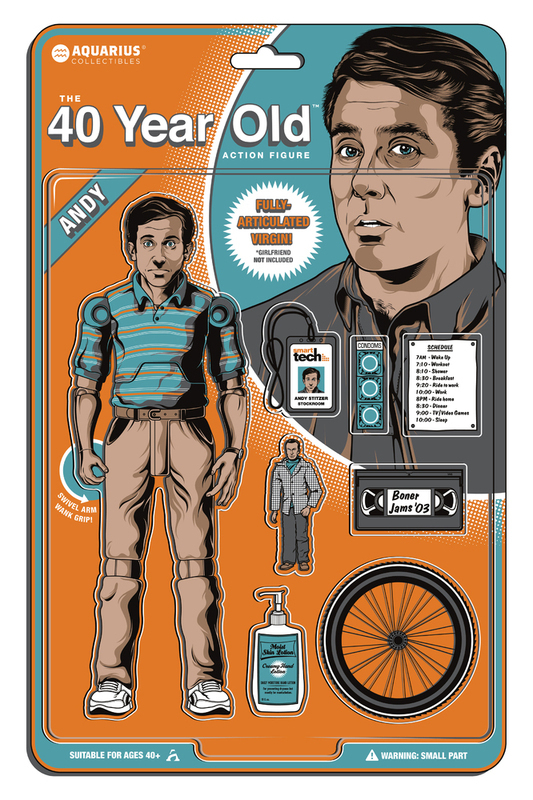 AQUARIUS®
COLLECTIBLES
THE
40 Year Old™
ACTION FIGURE
ANDY
FULLY-
ARTICULATED
VIRGIN!
*GIRLFRIEND
NOT INCLUDED
smart
tech
ANDY STITZER
STOCKROOM
CONDOMS
SCHEDULE
7AM - Wake Up
7:10 - Workout
8:10 - Shower
8:30 - Breakfast
9:20 - Ride to work
10:00 - Work
8PM - Ride home
8:30 - Dinner
9:00 - TV/Video Games
10:00 - Sleep
SWIVEL ARM
WANK GRIP!
Boner
Jams '03
Moist
Skin Lotion
Creamy Hand
Lotion
SUITABLE FOR AGES 40+
WARNING: SMALL PART